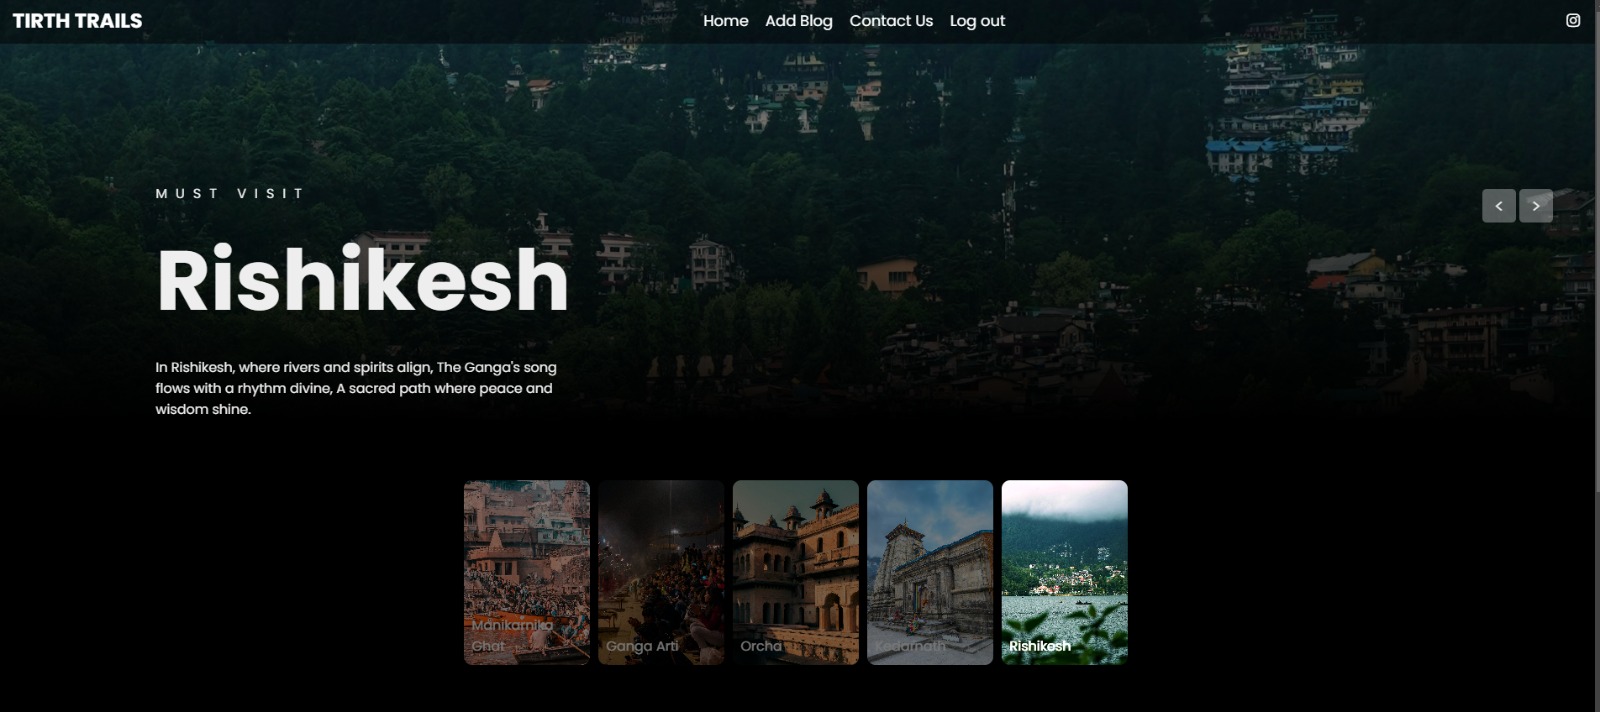 TIRTH TRAILS
Home Add Blog Contact Us Log out
MUST VISIT
Rishikesh
In Rishikesh, where rivers and spirits align, The Ganga's song
flows with a rhythm divine, A sacred path where peace and
wisdom shine.
Manikarnika
Ghat
Ganga Arti
Orcha
Kedarnath
Rishikesh